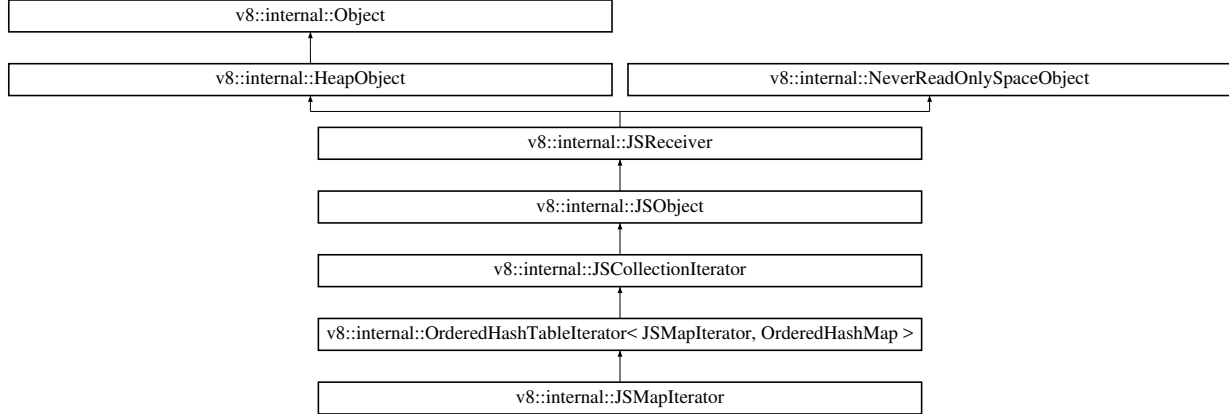 v8::internal::Object
v8::internal::HeapObject
v8::internal::NeverReadOnlySpaceObject
v8::internal::JSReceiver
v8::internal::JSObject
v8::internal::JSCollectionIterator
v8::internal::OrderedHashTableIterator< JSMapIterator, OrderedHashMap >
v8::internal::JSMapIterator